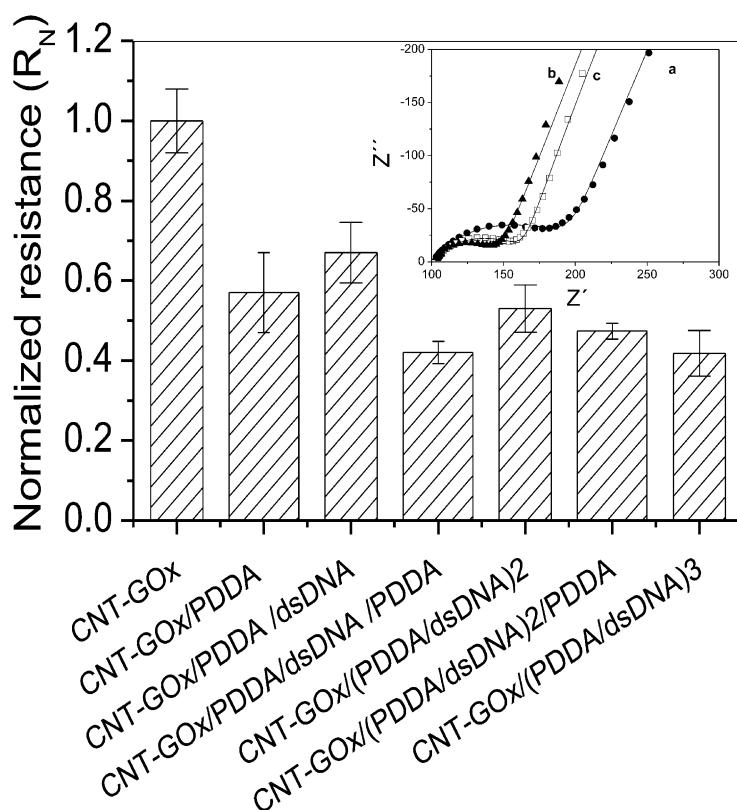 Normalized resistance (R_N)
1.2
1.0
0.8
0.6
0.4
0.2
0.0
Z´´
-200
-150
-100
-50
0
100
150
200
250
300
Z´
b
c
a
CNT-GOx
CNT-GOx/PDDA
CNT-GOx/PDDA /dsDNA
CNT-GOx/PDDA/dsDNA /PDDA
CNT-GOx/(PDDA/dsDNA)2
CNT-GOx/(PDDA/dsDNA)2/PDDA
CNT-GOx/(PDDA/dsDNA)3